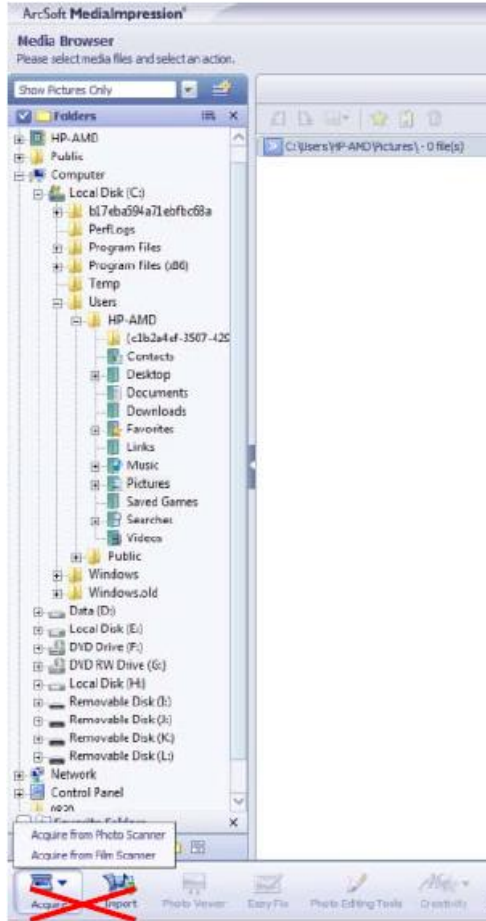 ArcSoft MediaImpression®
Media Browser
Please select media files and select an action.
Show Pictures Only
Folders
C:\Users\HP-AMD\Pictures\ - 0 file(s)
HP-AMD
Public
Computer
Local Disk (C:)
b17eba594a71ebfbc68a
PerfLogs
Program Files
Program Files (x86)
Temp
Users
HP-AMD
Contacts
Desktop
Documents
Downloads
Favorites
Links
Music
Pictures
Saved Games
Searches
Videos
Public
Windows
Windows.old
Data (D:)
Local Disk (E:)
DVD Drive (F:)
DVD RW Drive (G:)
Local Disk (H:)
Removable Disk (I:)
Removable Disk (J:)
Removable Disk (K:)
Removable Disk (L:)
Network
Control Panel
Favorite Folders
Acquire from Photo Scanner
Acquire from Film Scanner
Acquire
Import
Photo Viewer
Easy Fix
Photo Editing Tools
Creativity